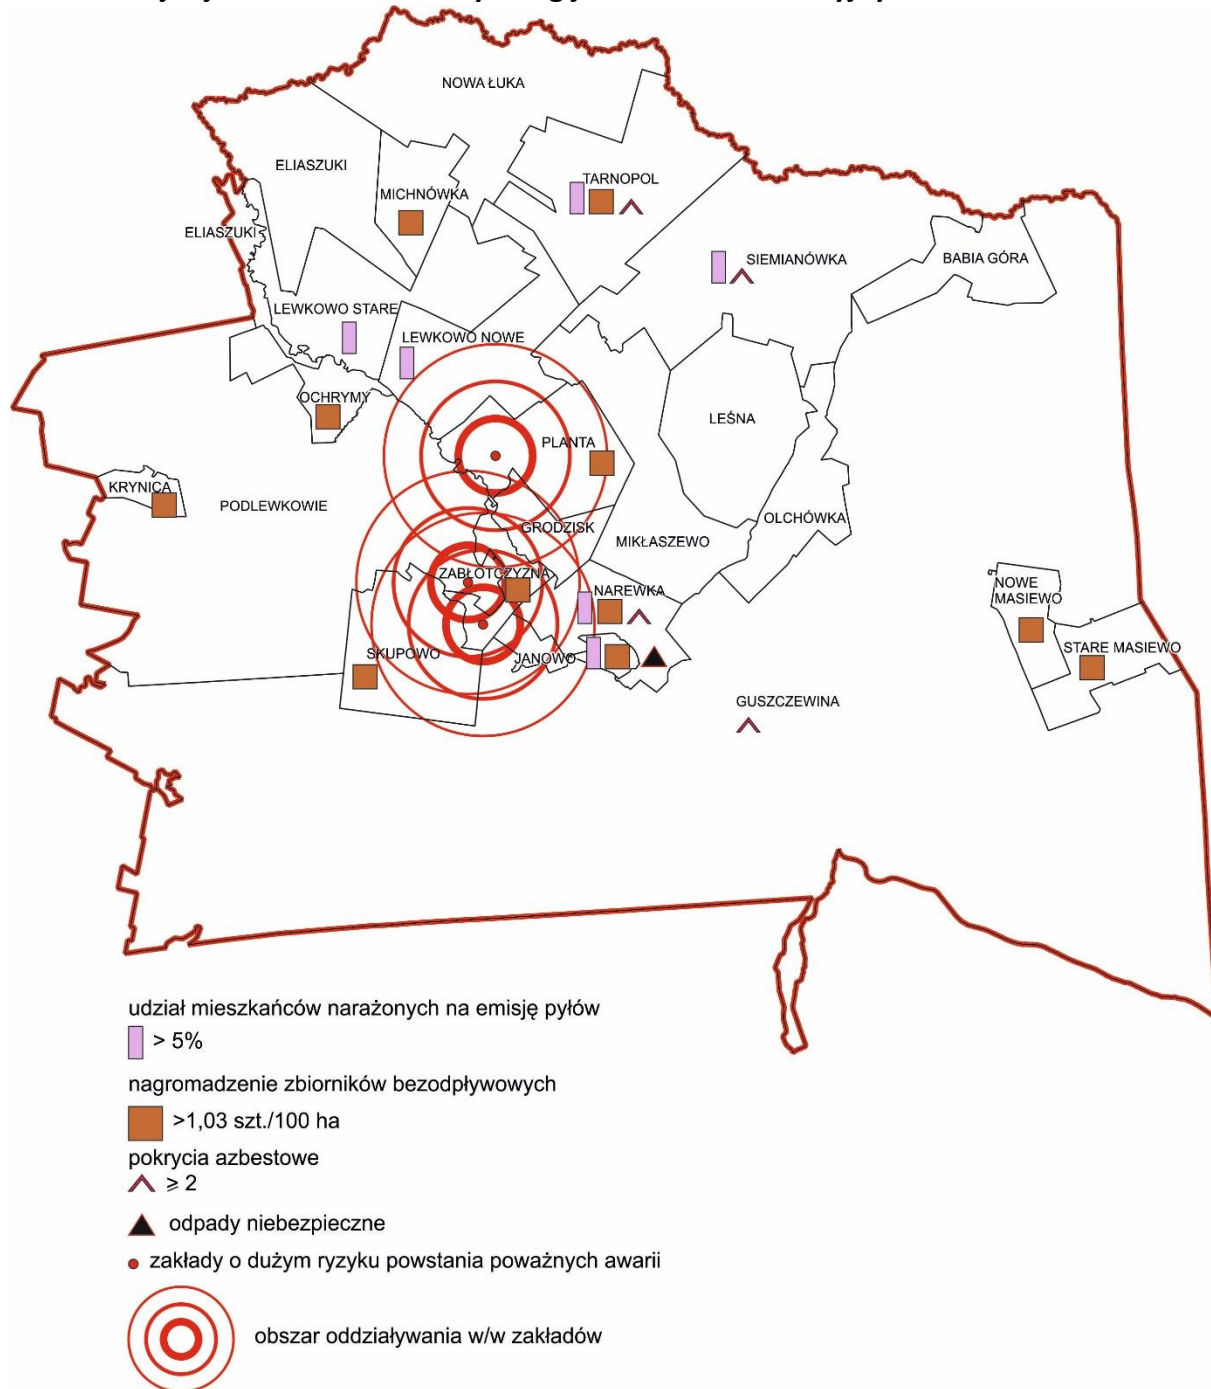 NOWA ŁUKA
ELIASZUKI
TARNOPOL
MICHNÓWKA
ELIASZUKI
SIEMIANÓWKA
BABIA GÓRA
LEWKOWO STARE
LEWKOWO NOWE
OCHRYMY
LEŚNA
PLANTA
KRYNICA
PODLEWKOWIE
OLCHÓWKA
GRODZISK
MIKŁASZEWO
ZABŁOTCZYZNA
NAREWKA
NOWE
MASIEWO
STARE MASIEWO
SKUPOWO
JANOWO
GUSZCZEWINA
udział mieszkańców narażonych na emisję pyłów
> 5%
nagromadzenie zbiorników bezodpływowych
>1,03 szt./100 ha
pokrycia azbestowe
⩾ 2
odpady niebezpieczne
zakłady o dużym ryzyku powstania poważnych awarii
obszar oddziaływania w/w zakładów